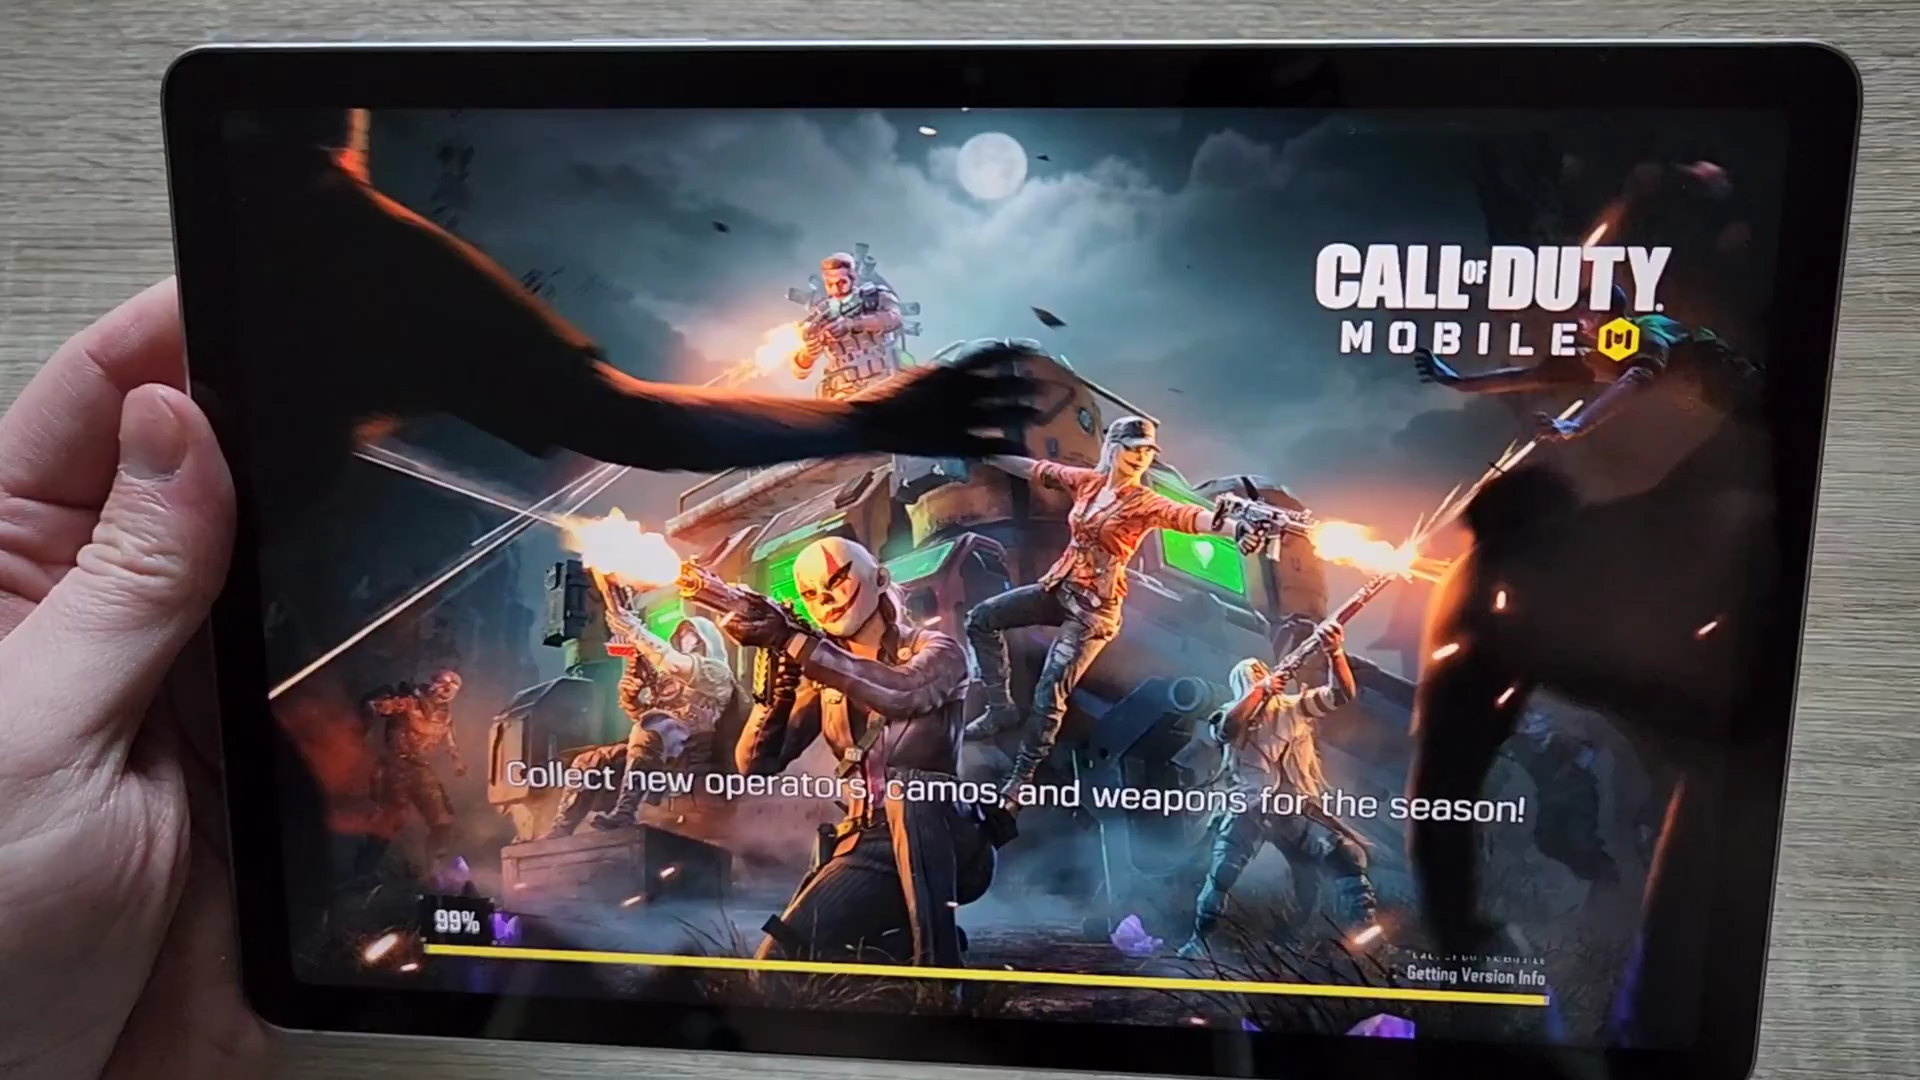 CALL OF DUTY
MOBILE
Collect new operators, camos, and weapons for the season!
99%
Getting Version Info